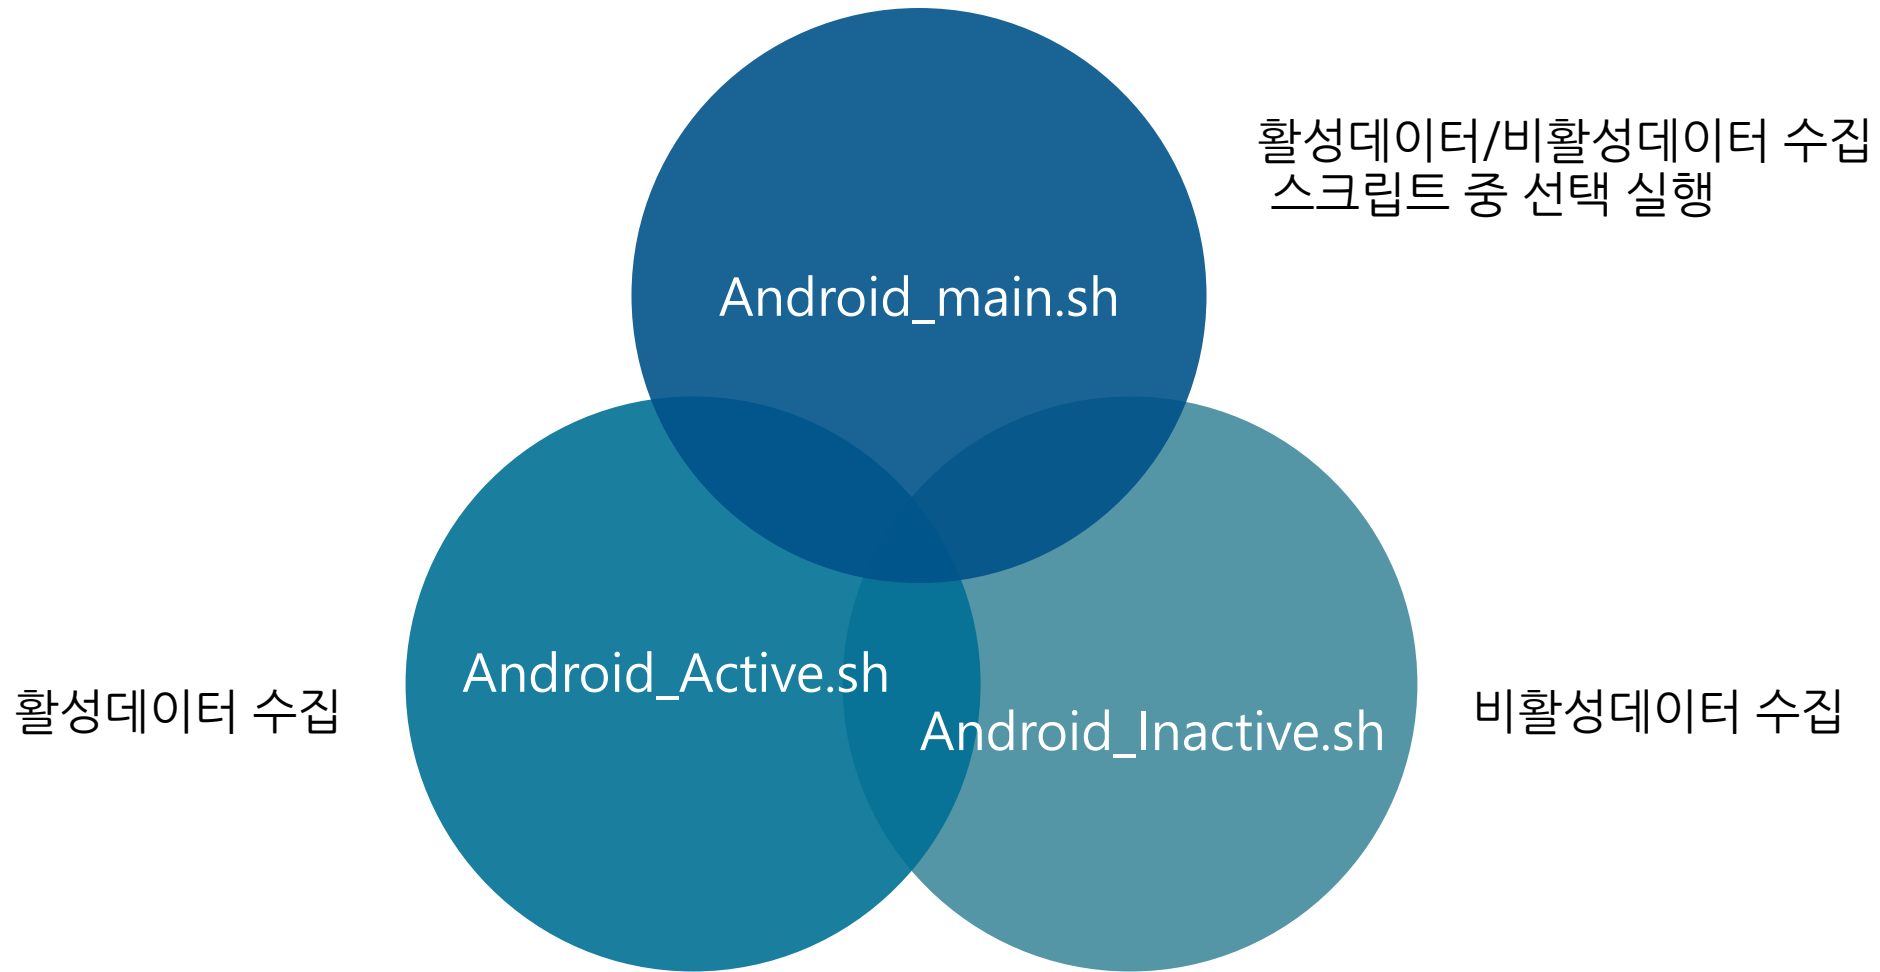 활성데이터/비활성데이터 수집
스크립트 중 선택 실행
Android_main.sh
Android_Active.sh
활성데이터 수집
Android_Inactive.sh
비활성데이터 수집